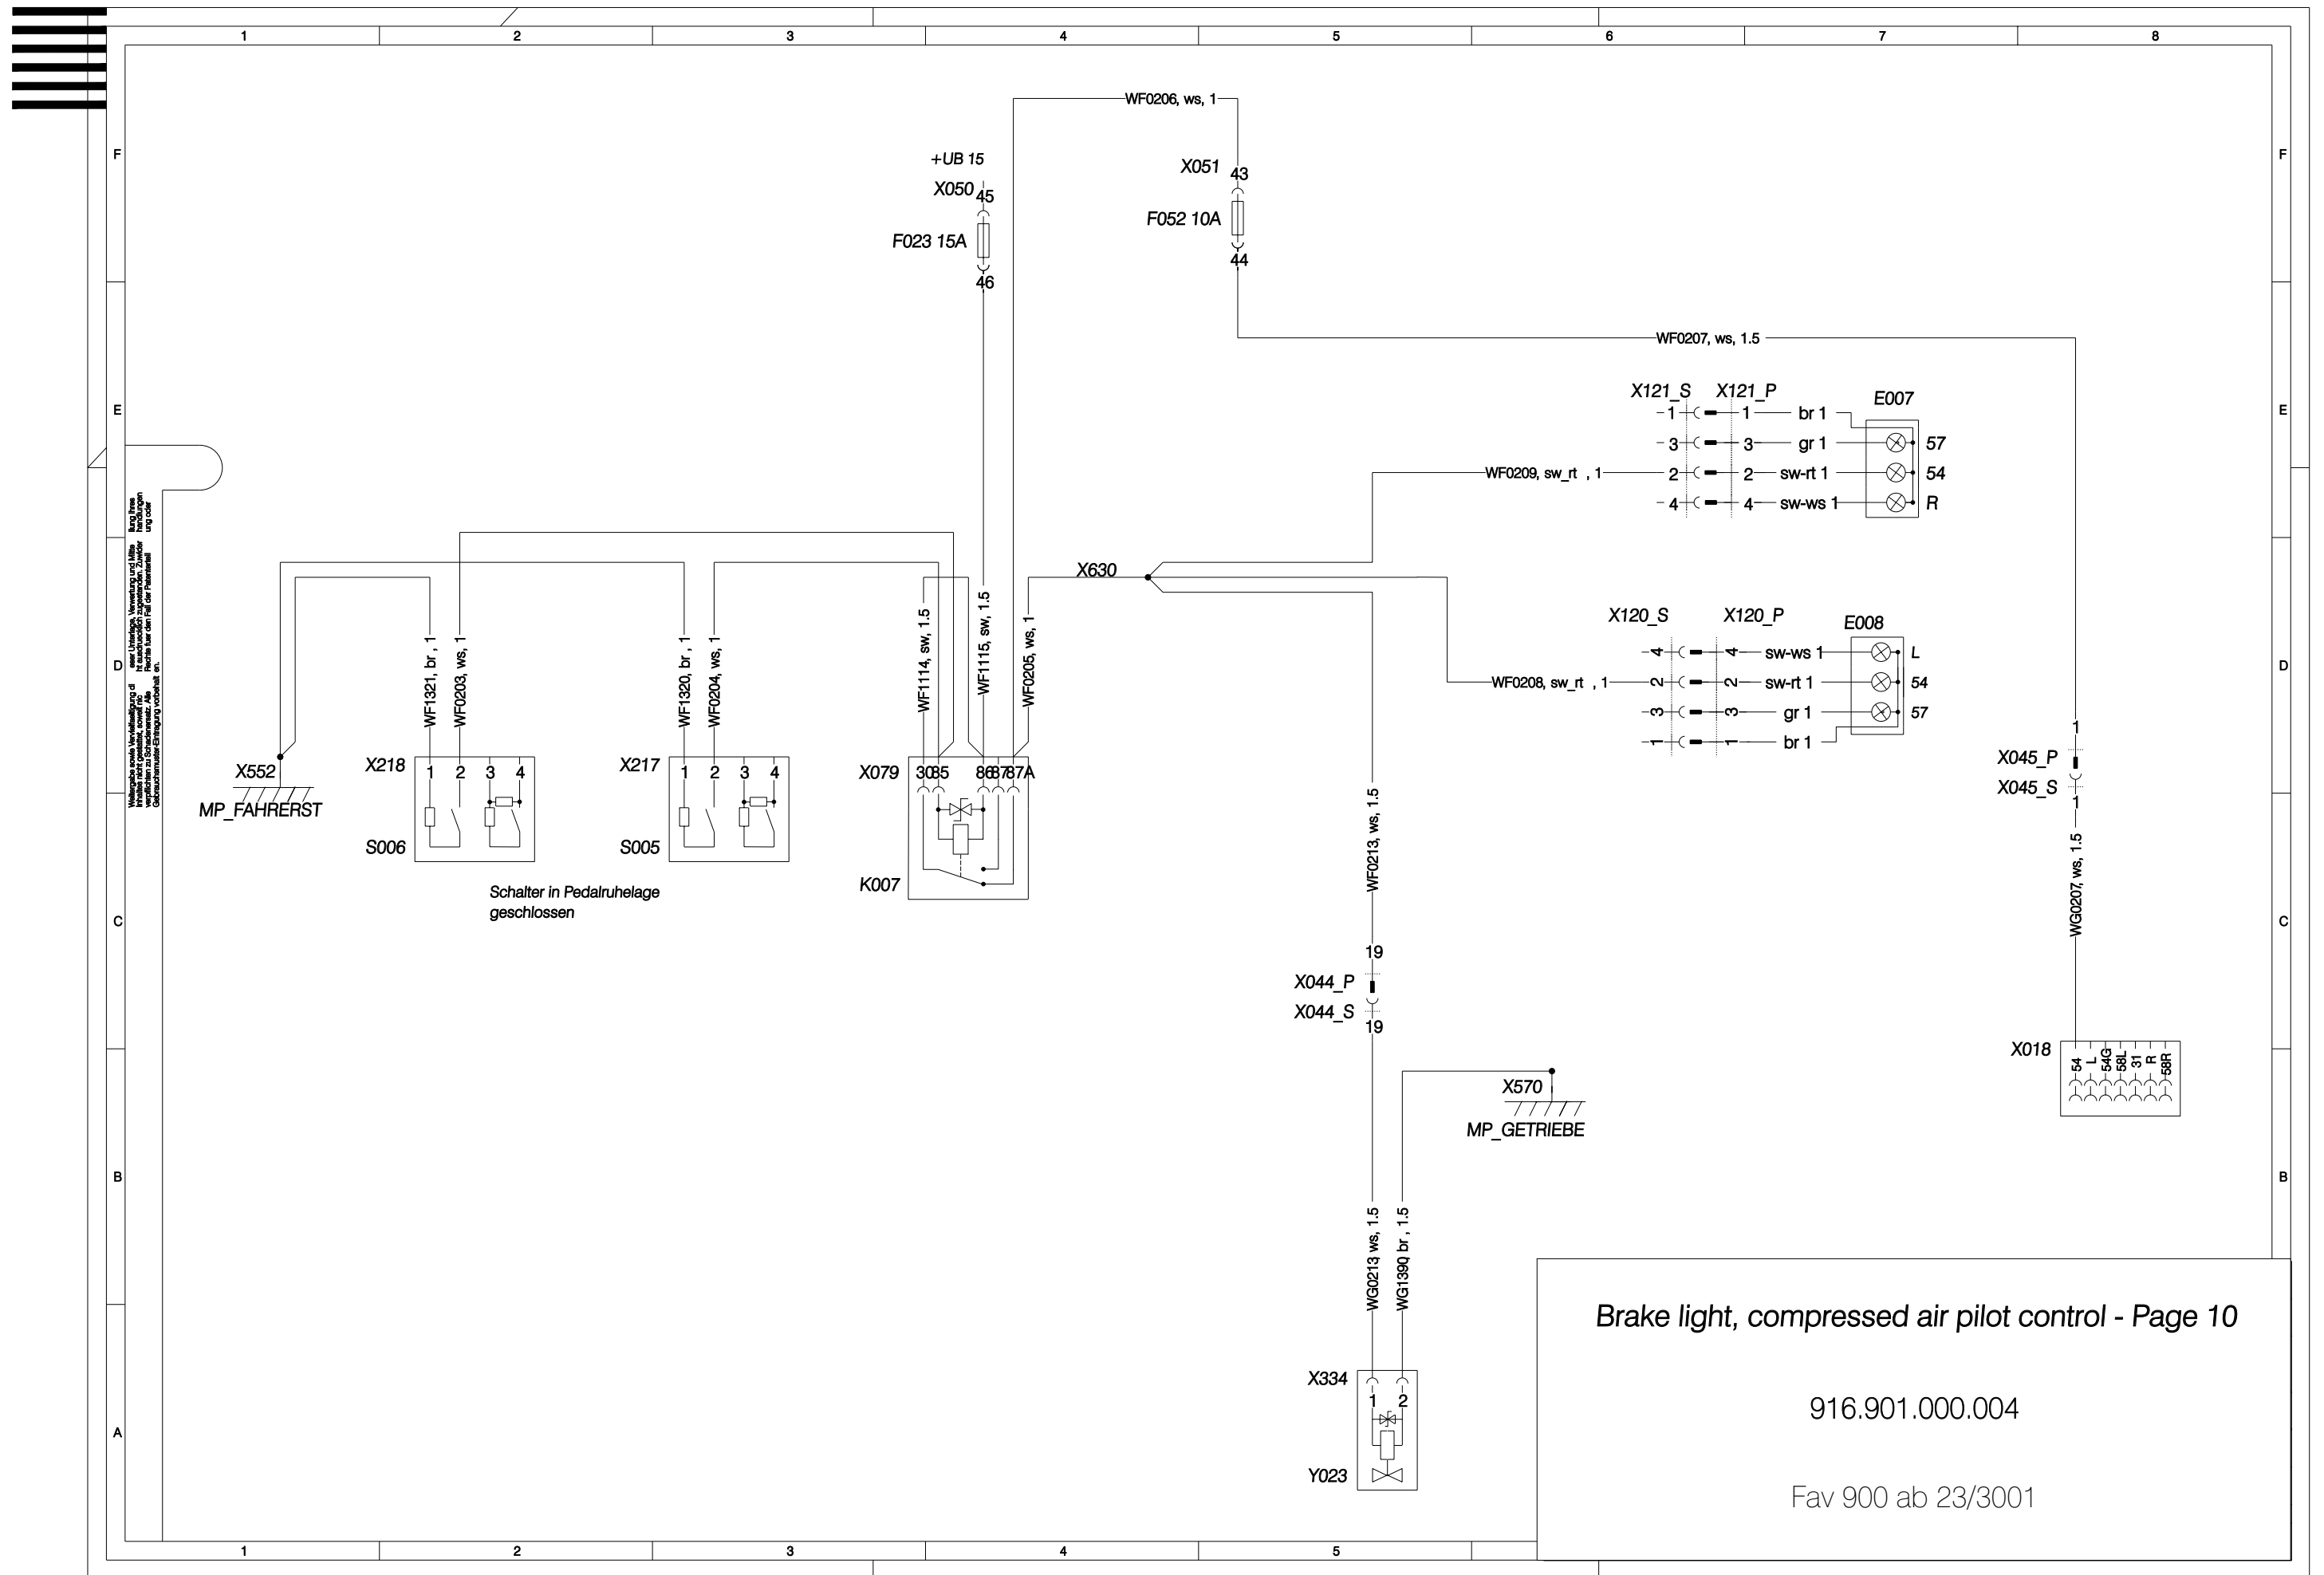 1 2 3 4 5 6 7 8
WF0206, ws, 1
F F
+UB 15
X051
43
X050
45
F052 10A
F023 15A
44
46
WF0207, ws, 1.5
X121_S X121_P
E007
E E
1 1 br 1
3 3 gr 1 57
WF0209, sw_rt , 1 2 2 sw-rt 1 54
4 4 sw-ws 1 R
X630
WF1321, br , 1
WF0203, ws, 1
WF1320, br , 1
WF0204, ws, 1
WF1114, sw, 1.5
WF1115, sw, 1.5
WF0205, ws, 1
X120_S X120_P
E008
D D
4 4 sw-ws 1 L
WF0208, sw_rt , 1 2 2 sw-rt 1 54
3 3 gr 1 57
1 1 br 1
1
X045_P
X045_S
1
X552
MP_FAHRERST
X218 1 2 3 4
S006
X217 1 2 3 4
S005
X079 30 85 86 87 87A
K007
Schalter in Pedalruhelage
geschlossen
WF0213, ws, 1.5
WG0207, ws, 1.5
C C
19
X044_P
X044_S
19
X018
54 L 54G 58L 31 R 58R
X570
MP_GETRIEBE
B B
WG0213 ws, 1.5
WG1390 br , 1.5
X334
1 2
Y023
A
Brake light, compressed air pilot control - Page 10
916.901.000.004
Fav 900 ab 23/3001
1 2 3 4 5